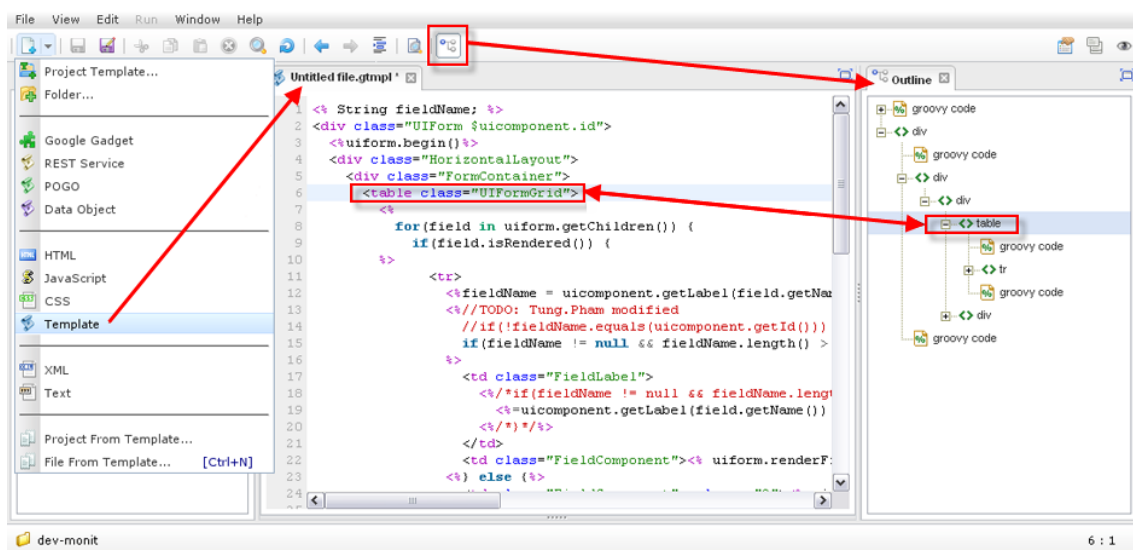 File View Edit Run Window Help
Project Template...
Folder...
Google Gadget
REST Service
POGO
Data Object
HTML
JavaScript
CSS
Template
XML
Text
Project From Template...
File From Template... [Ctrl+N]
Untitled file.gtmpl *
1 <% String fieldName; %>
2 <div class="UIForm $uicomponent.id">
3 <%uiform.begin()%>
4 <div class="HorizontalLayout">
5 <div class="FormContainer">
6 <table class="UIFormGrid">
7 <%
8 for(field in uiform.getChildren()) {
9 if(field.isRendered()) {
10 %>
11 <tr>
12 <%fieldName = uicomponent.getLabel(field.getNam
13 <%//TODO: Tung.Pham modified
14 //if(!fieldName.equals(uicomponent.getId()))
15 if(fieldName != null && fieldName.length() >
16 %>
17 <td class="FieldLabel">
18 <%/*if(fieldName != null && fieldName.lengt
19 <%=uicomponent.getLabel(field.getName())
20 <%/*}*/%>
21 </td>
22 <td class="FieldComponent"><% uiform.renderF
23 <%} else {%>
24
Outline
groovy code
<> div
groovy code
<> div
<> div
<> table
groovy code
<> tr
groovy code
<> div
groovy code
dev-monit
6 : 1